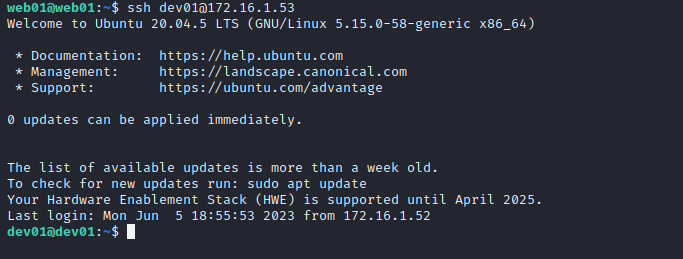 web01@web01:~$ ssh dev01@172.16.1.53
Welcome to Ubuntu 20.04.5 LTS (GNU/Linux 5.15.0-58-generic x86_64)
* Documentation:  https://help.ubuntu.com
* Management:     https://landscape.canonical.com
* Support:        https://ubuntu.com/advantage
0 updates can be applied immediately.
The list of available updates is more than a week old.
To check for new updates run: sudo apt update
Your Hardware Enablement Stack (HWE) is supported until April 2025.
Last login: Mon Jun  5 18:55:53 2023 from 172.16.1.52
dev01@dev01:~$